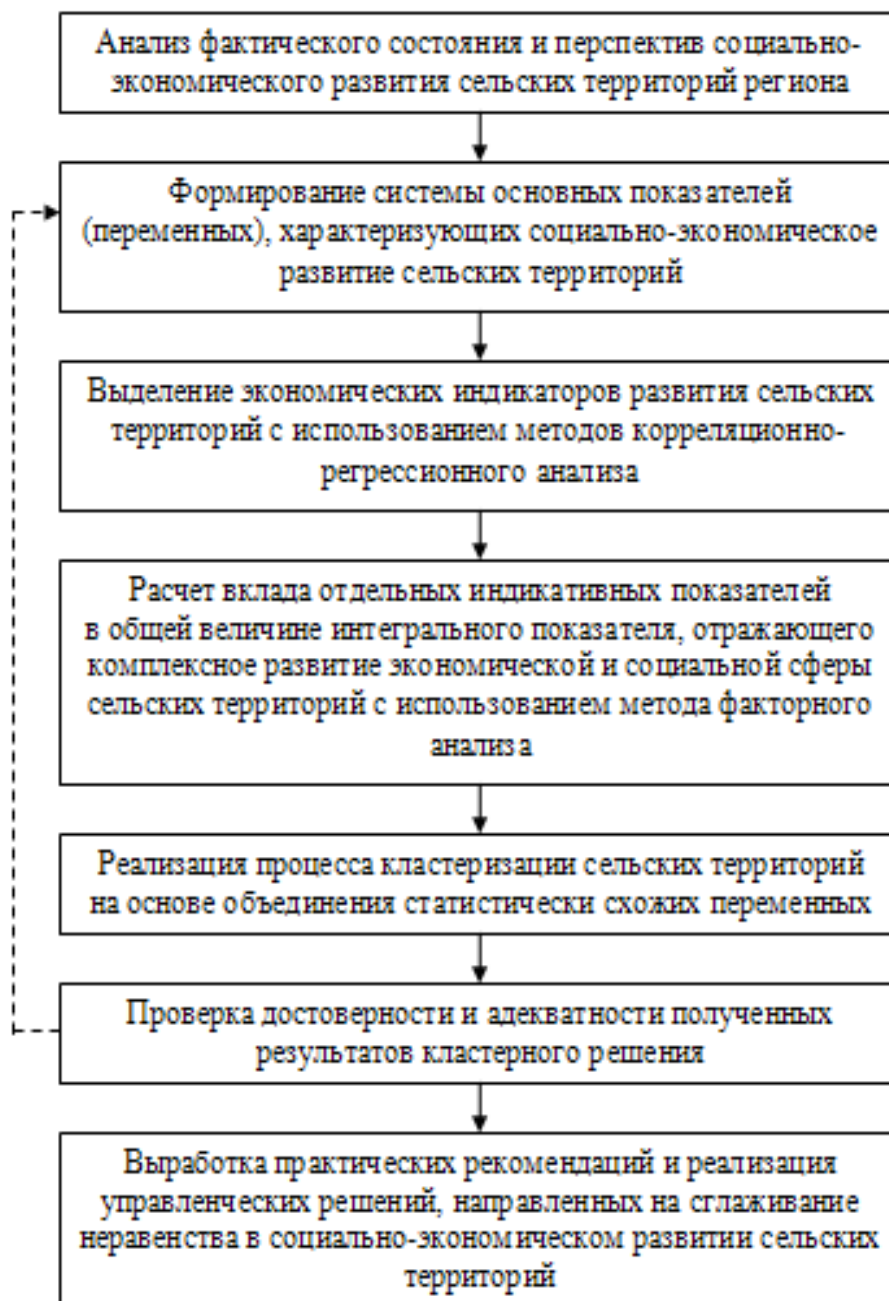 Анализ фактического состояния и перспектив социально-
экономического развития сельских территорий региона
Формирование системы основных показателей
(переменных), характеризующих социально-экономическое
развитие сельских территорий
Выделение экономических индикаторов развития сельских
территорий с использованием методов корреляционно-
регрессионного анализа
Расчет вклада отдельных индикативных показателей
в общей величине интегрального показателя, отражающего
комплексное развитие экономической и социальной сферы
сельских территорий с использованием метода факторного
анализа
Реализация процесса кластеризации сельских территорий
на основе объединения статистически схожих переменных
Проверка достоверности и адекватности полученных
результатов кластерного решения
Выработка практических рекомендаций и реализация
управленческих решений, направленных на сглаживание
неравенства в социально-экономическом развитии сельских
территорий